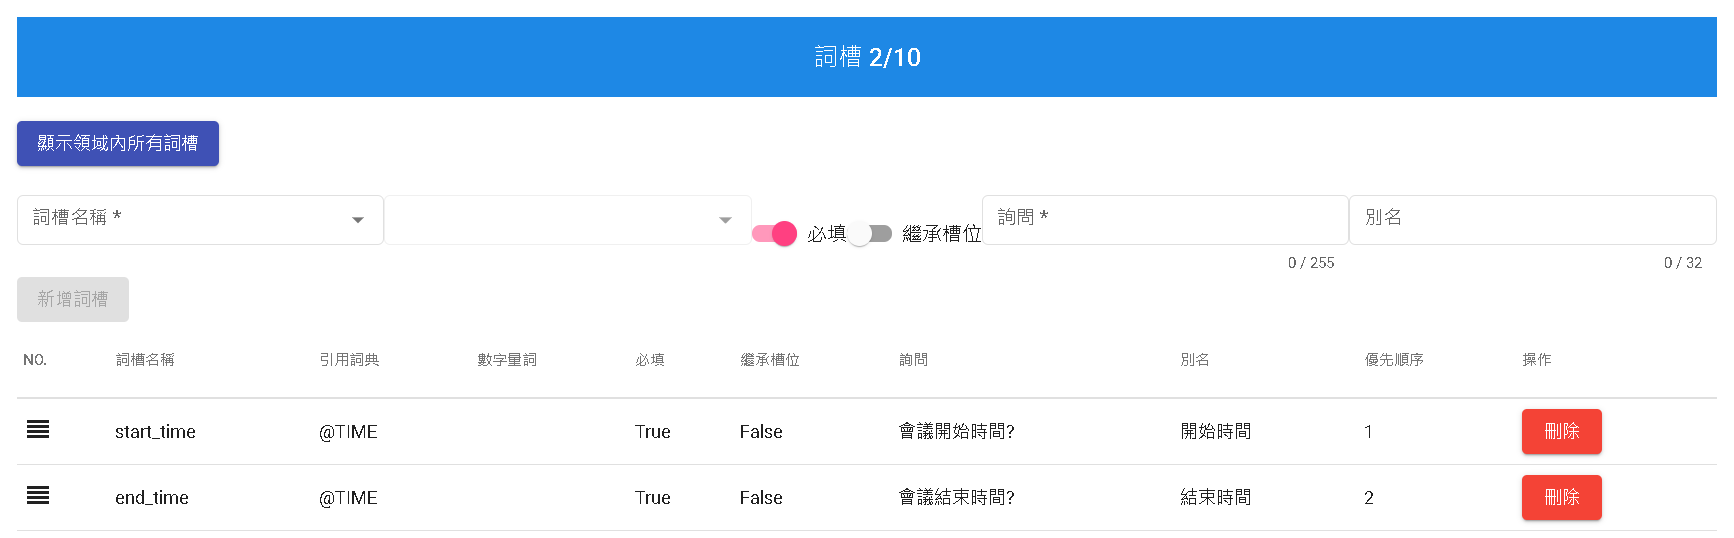 詞槽 2/10
顯示領域內所有詞槽
詞槽名稱 * 必填 繼承槽位 詢問 * 別名
0 / 255 0 / 32
新增詞槽
NO. 詞槽名稱 引用詞典 數字量詞 必填 繼承槽位 詢問 別名 優先順序 操作
start_time @TIME True False 會議開始時間? 開始時間 1 刪除
end_time @TIME True False 會議結束時間? 結束時間 2 刪除